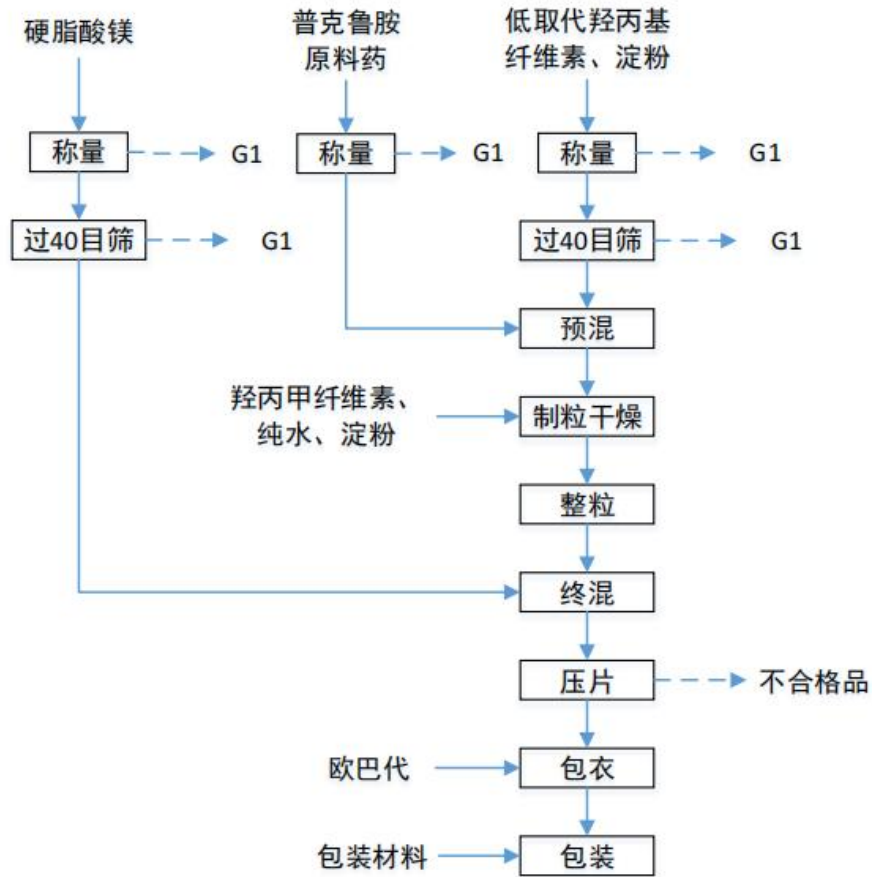 硬脂酸镁
普克鲁胺
原料药
低取代羟丙基
纤维素、淀粉
称量
G1
称量
G1
称量
G1
过40目筛
G1
过40目筛
G1
预混
羟丙甲纤维素、
纯水、淀粉
制粒干燥
整粒
终混
压片
不合格品
欧巴代
包衣
包装材料
包装